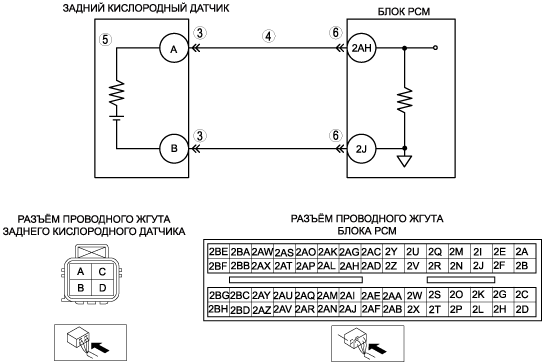 ЗАДНИЙ КИСЛОРОДНЫЙ ДАТЧИК
БЛОК PCM
5
3
4
6
A
2AH
3
6
B
2J
РАЗЪЁМ ПРОВОДНОГО ЖГУТА
ЗАДНЕГО КИСЛОРОДНОГО ДАТЧИКА
A C
B D
РАЗЪЁМ ПРОВОДНОГО ЖГУТА
БЛОКА PCM
2BE 2BA 2AW 2AS 2AO 2AK 2AG 2AC 2Y 2U 2Q 2M 2I 2E 2A
2BF 2BB 2AX 2AT 2AP 2AL 2AH 2AD 2Z 2V 2R 2N 2J 2F 2B
2BG 2BC 2AY 2AU 2AQ 2AM 2AI 2AE 2AA 2W 2S 2O 2K 2G 2C
2BH 2BD 2AZ 2AV 2AR 2AN 2AJ 2AF 2AB 2X 2T 2P 2L 2H 2D